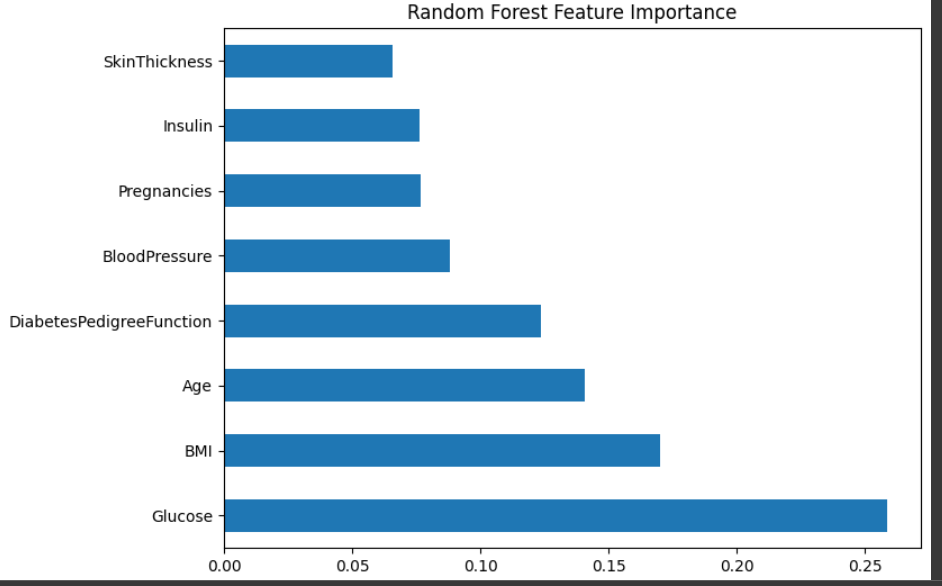 Random Forest Feature Importance
SkinThickness
Insulin
Pregnancies
BloodPressure
DiabetesPedigreeFunction
Age
BMI
Glucose
0.00 0.05 0.10 0.15 0.20 0.25